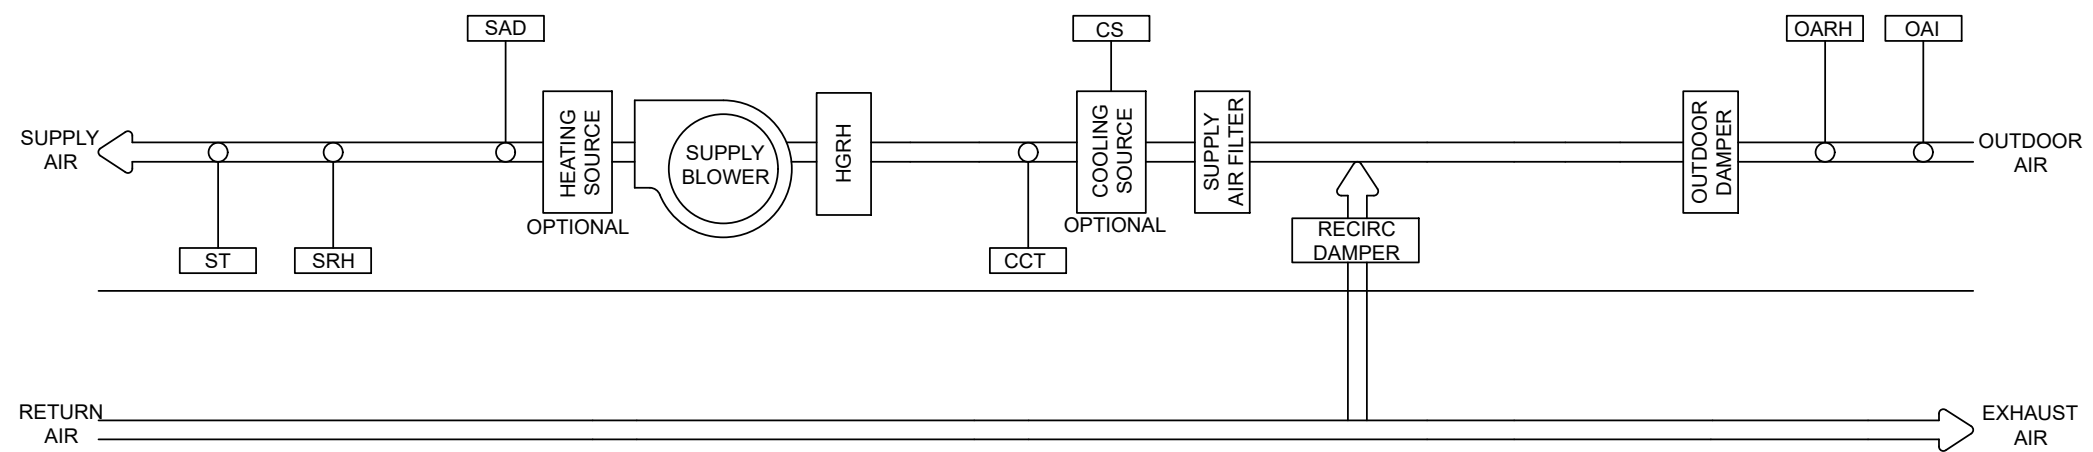 SAD
CS
OARH
OAI
SUPPLY
AIR
HEATING
SOURCE
OPTIONAL
SUPPLY
BLOWER
HGRH
COOLING
SOURCE
OPTIONAL
SUPPLY
AIR FILTER
OUTDOOR
DAMPER
OUTDOOR
AIR
ST
SRH
CCT
RECIRC
DAMPER
RETURN
AIR
EXHAUST
AIR